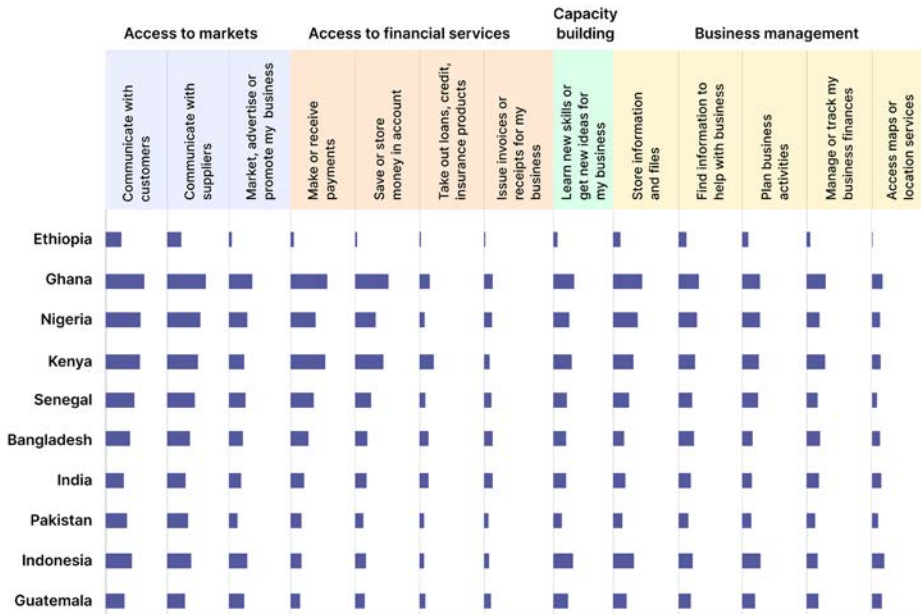 Access to markets
Access to financial services
Capacity
building
Business management
Communicate with
customers
Communicate with
suppliers
Market, advertise or
promote my business
Make or receive
payments
Save or store
money in account
Take out loans, credit,
insurance products
Issue invoices or
receipts for my
business
Learn new skills or
get new ideas for
my business
Store information
and files
Find information to
help with business
Plan business
activities
Manage or track my
business finances
Access maps or
location services
Ethiopia
Ghana
Nigeria
Kenya
Senegal
Bangladesh
India
Pakistan
Indonesia
Guatemala